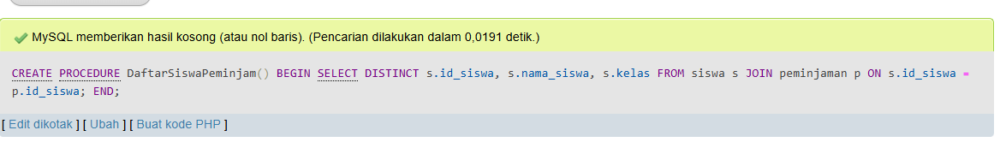 MySQL memberikan hasil kosong (atau nol baris). (Pencarian dilakukan dalam 0,0191 detik.)
CREATE PROCEDURE DaftarSiswaPeminjam() BEGIN SELECT DISTINCT s.id_siswa, s.nama_siswa, s.kelas FROM siswa s JOIN peminjaman p ON s.id_siswa =
p.id_siswa; END;
[ Edit dikotak ] [ Ubah ] [ Buat kode PHP ]